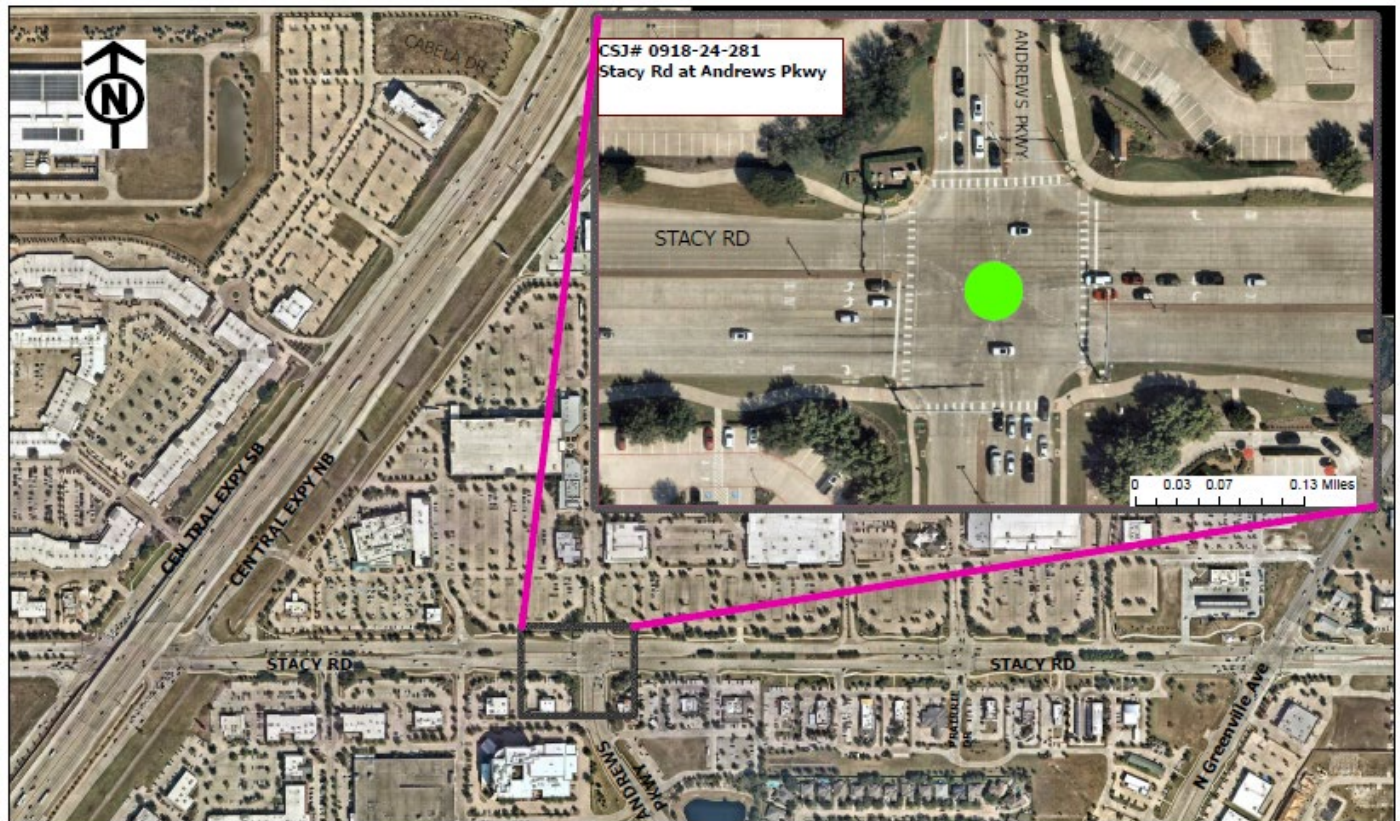 CABELA DR
N
CSJ# 0918-24-281
Stacy Rd at Andrews Pkwy
ANDREWS PKWY
STACY RD
0 0.03 0.07 0.13 Miles
CENTRAL EXPY SB
CENTRAL EXPY NB
STACY RD
STACY RD
ANDREWS
PKWY
DR
N Greenville Ave